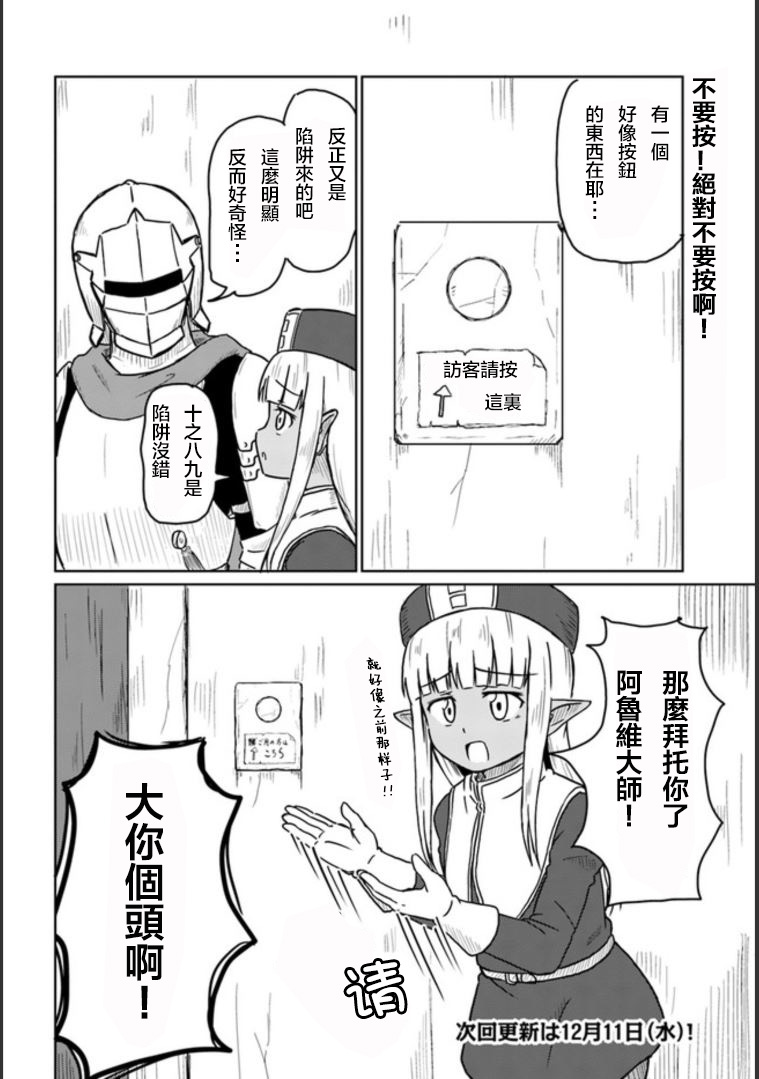 不要按！絕對不要按啊！
有一個
好像按鈕
的東西在耶…
訪客請按
這裏
反正又是
陷阱來的吧
這麼明顯
反而好奇怪…
十之八九是
陷阱沒錯
那麼拜托你了
阿魯維大師！
就好像之前那樣子!!
ころら
请
大你個頭啊！
次回更新は12月11日(水)！